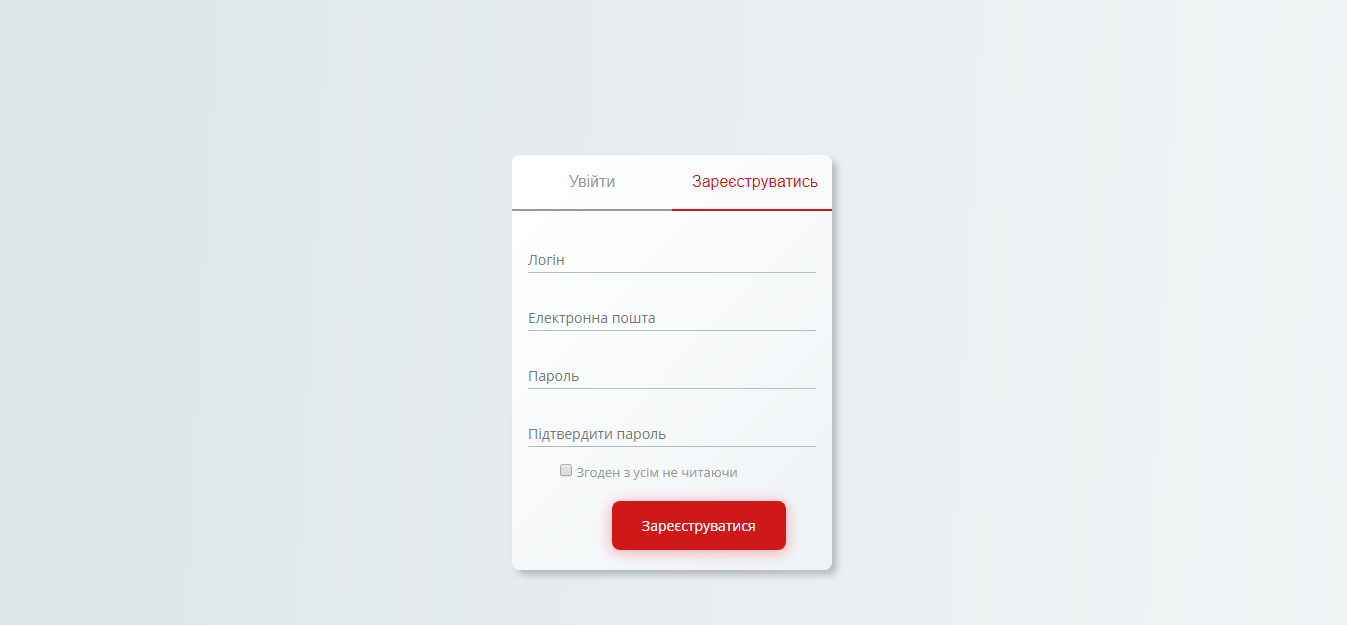 Увійти Зареєструватись
Логін
Електронна пошта
Пароль
Підтвердити пароль
Згоден з усім не читаючи
Зареєструватися